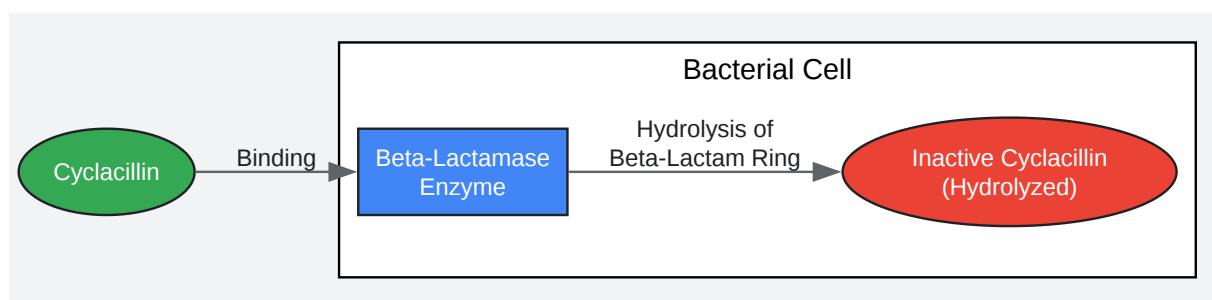 Bacterial Cell
Cyclacillin
Binding
Beta-Lactamase
Enzyme
Hydrolysis of
Beta-Lactam Ring
Inactive Cyclacillin
(Hydrolyzed)